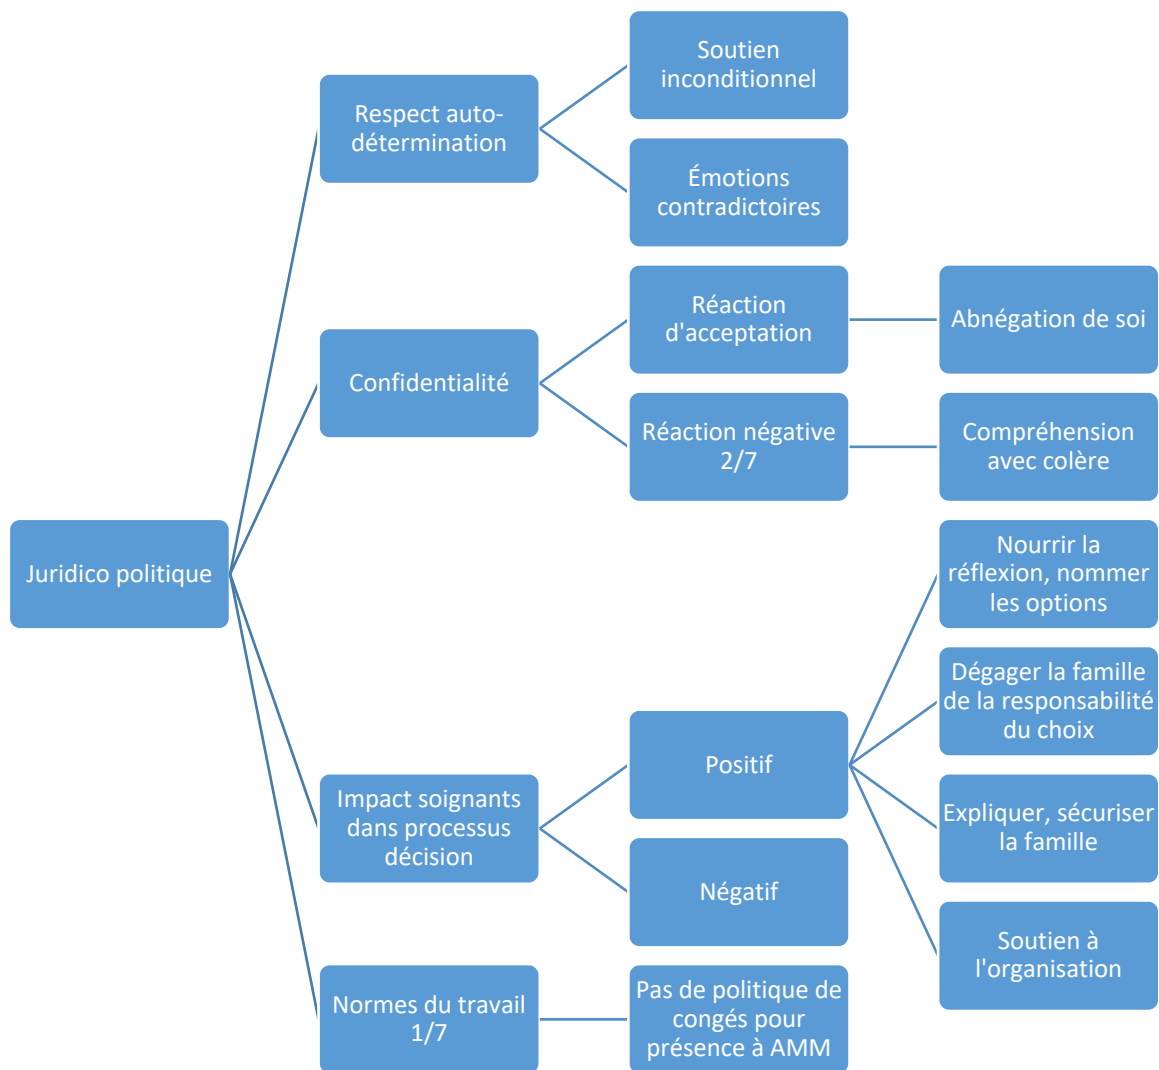 Juridico politique
Respect auto-
détermination
Soutien
inconditionnel
Émotions
contradictoires
Confidentialité
Réaction
d'acceptation
Abnégation de soi
Réaction négative
2/7
Compréhension
avec colère
Impact soignants
dans processus
décision
Positif
Nourrir la
réflexion, nommer
les options
Dégager la famille
de la responsabilité
du choix
Expliquer, sécuriser
la famille
Soutien à
l'organisation
Négatif
Normes du travail
1/7
Pas de politique de
congés pour
présence à AMM